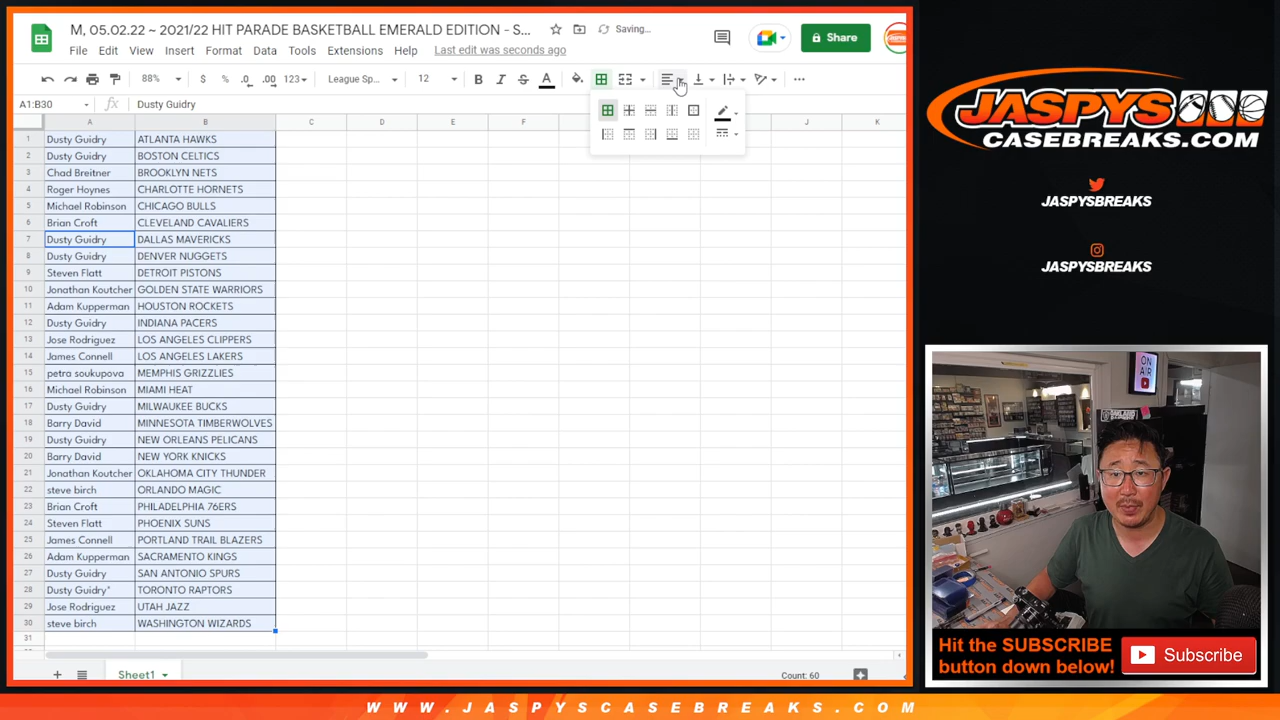 M, 05.02.22 ~ 2021/22 HIT PARADE BASKETBALL EMERALD EDITION - S... Saving...
File Edit View Insert Format Data Tools Extensions Help Last edit was seconds ago
Share
88% $ % .0 .00 123 League Sp... 12 B I S A
A1:B30 fx Dusty Guidry
A B C D E F J K
1 Dusty Guidry ATLANTA HAWKS
2 Dusty Guidry BOSTON CELTICS
3 Chad Breitner BROOKLYN NETS
4 Roger Hoynes CHARLOTTE HORNETS
5 Michael Robinson CHICAGO BULLS
6 Brian Croft CLEVELAND CAVALIERS
7 Dusty Guidry DALLAS MAVERICKS
8 Dusty Guidry DENVER NUGGETS
9 Steven Flatt DETROIT PISTONS
10 Jonathan Koutcher GOLDEN STATE WARRIORS
11 Adam Kupperman HOUSTON ROCKETS
12 Dusty Guidry INDIANA PACERS
13 Jose Rodriguez LOS ANGELES CLIPPERS
14 James Connell LOS ANGELES LAKERS
15 petra soukupova MEMPHIS GRIZZLIES
16 Michael Robinson MIAMI HEAT
17 Dusty Guidry MILWAUKEE BUCKS
18 Barry David MINNESOTA TIMBERWOLVES
19 Dusty Guidry NEW ORLEANS PELICANS
20 Barry David NEW YORK KNICKS
21 Jonathan Koutcher OKLAHOMA CITY THUNDER
22 steve birch ORLANDO MAGIC
23 Brian Croft PHILADELPHIA 76ERS
24 Steven Flatt PHOENIX SUNS
25 James Connell PORTLAND TRAIL BLAZERS
26 Adam Kupperman SACRAMENTO KINGS
27 Dusty Guidry SAN ANTONIO SPURS
28 Dusty Guidry* TORONTO RAPTORS
29 Jose Rodriguez UTAH JAZZ
30 steve birch WASHINGTON WIZARDS
31
Sheet1 Count: 60
JASPYS
CASEBREAKS.COM
JASPYSBREAKS
JASPYSBREAKS
ON
AIR
Hit the SUBSCRIBE
button down below!
Subscribe
WWW.JASPYSCASEBREAKS.COM